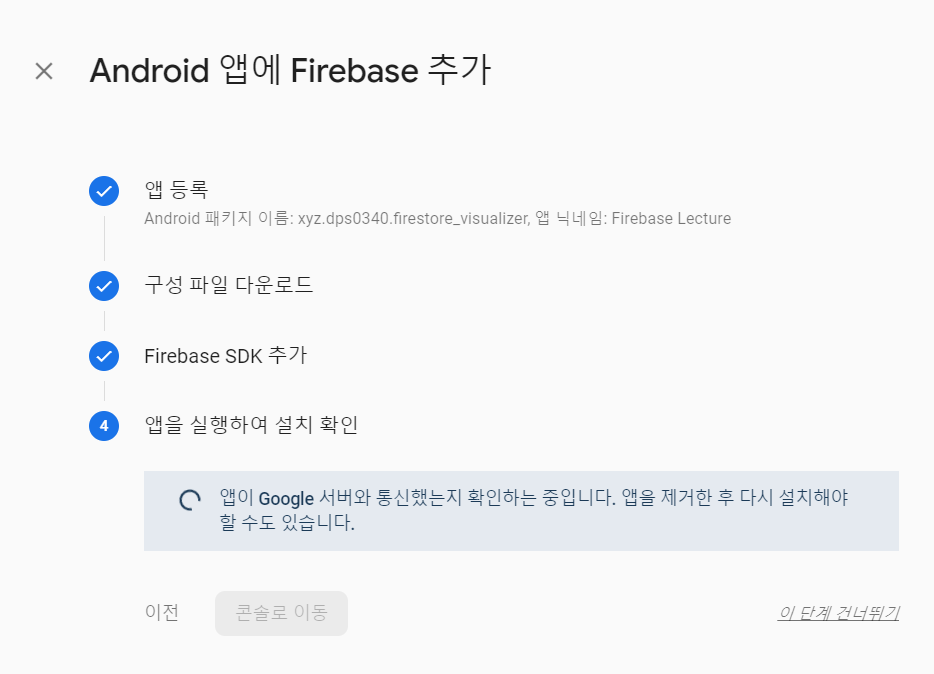 Android 앱에 Firebase 추가
앱 등록
Android 패키지 이름: xyz.dps0340.firestore_visualizer, 앱 닉네임: Firebase Lecture
구성 파일 다운로드
Firebase SDK 추가
4
앱을 실행하여 설치 확인
앱이 Google 서버와 통신했는지 확인하는 중입니다. 앱을 제거한 후 다시 설치해야
할 수도 있습니다.
이전
콘솔로 이동
이 단계 건너뛰기